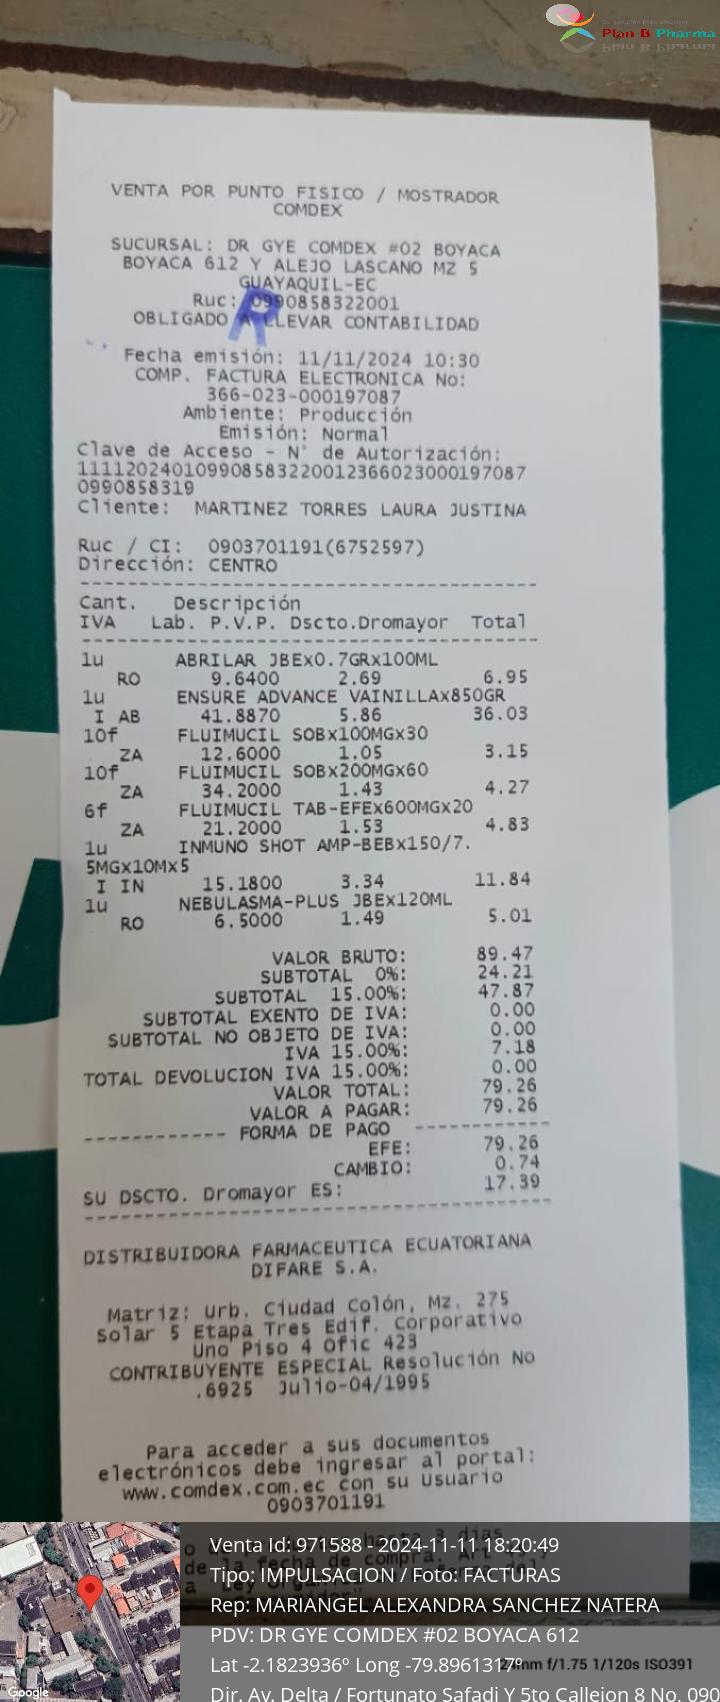 Plan B Pharma
VENTA POR PUNTO FISICO / MOSTRADOR
COMDEX
SUCURSAL: DR GYE COMDEX #02 BOYACA
BOYACA 612 Y ALEJO LASCANO MZ 5
GUAYAQUIL-EC
Ruc: 0990858322001
R
OBLIGADO A LLEVAR CONTABILIDAD
Fecha emisión: 11/11/2024 10:30
COMP. FACTURA ELECTRONICA No:
366-023-000197087
Ambiente: Producción
Emisión: Normal
Clave de Acceso - N° de Autorización:
111120240109908583220012366023000197087
0990858319
Cliente: MARTINEZ TORRES LAURA JUSTINA
Ruc / CI: 0903701191(6752597)
Dirección: CENTRO
Cant. Descripción
IVA Lab. P.V.P. Dscto.Dromayor Total
1u ABRILAR JBEx0.7GRx100ML
RO 9.6400 2.69 6.95
1u ENSURE ADVANCE VAINILLAx850GR
I AB 41.8870 5.86 36.03
10f FLUIMUCIL SOBx100MGx30
ZA 12.6000 1.05 3.15
10f FLUIMUCIL SOBx200MGx60
ZA 34.2000 1.43 4.27
6f FLUIMUCIL TAB-EFEx600MGx20
ZA 21.2000 1.53 4.83
1u INMUNO SHOT AMP-BEBx150/7.
5MGx10Mx5
I IN 15.1800 3.34 11.84
1u NEBULASMA-PLUS JBEx120ML
RO 6.5000 1.49 5.01
VALOR BRUTO: 89.47
SUBTOTAL 0%: 24.21
SUBTOTAL 15.00%: 47.87
SUBTOTAL EXENTO DE IVA: 0.00
SUBTOTAL NO OBJETO DE IVA: 0.00
IVA 15.00%: 7.18
TOTAL DEVOLUCION IVA 15.00%: 0.00
VALOR TOTAL: 79.26
VALOR A PAGAR: 79.26
------------ FORMA DE PAGO ------------
EFE: 79.26
CAMBIO: 0.74
SU DSCTO. Dromayor ES: 17.39
DISTRIBUIDORA FARMACEUTICA ECUATORIANA
DIFARE S.A.
Matriz: Urb. Ciudad Colón, Mz. 275
Solar 5 Etapa Tres Edif. Corporativo
Uno Piso 4 Ofic 423
CONTRIBUYENTE ESPECIAL Resolución No
.6925 Julio-04/1995
Para acceder a sus documentos
electrónicos debe ingresar al portal:
www.comdex.com.ec con su Usuario
0903701191
Venta Id: 971588 - 2024-11-11 18:20:49
Tipo: IMPULSACION / Foto: FACTURAS
Rep: MARIANGEL ALEXANDRA SANCHEZ NATERA
PDV: DR GYE COMDEX #02 BOYACA 612
Lat -2.1823936º Long -79.8961317º
mm f/1.75 1/120s ISO391
Dir. Av. Delta / Fortunato Safadi Y 5to Callejon 8 No. 090
Google